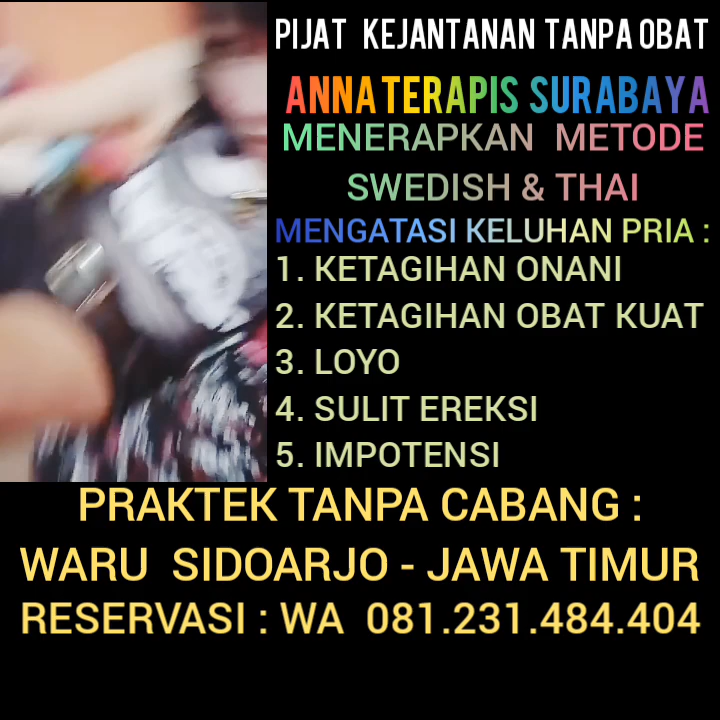 PIJAT KEJANTANAN TANPA OBAT
ANNA TERAPIS SURABAYA
MENERAPKAN METODE
SWEDISH & THAI
MENGATASI KELUHAN PRIA :
1. KETAGIHAN ONANI
2. KETAGIHAN OBAT KUAT
3. LOYO
4. SULIT EREKSI
5. IMPOTENSI
PRAKTEK TANPA CABANG :
WARU SIDOARJO - JAWA TIMUR
RESERVASI : WA 081.231.484.404